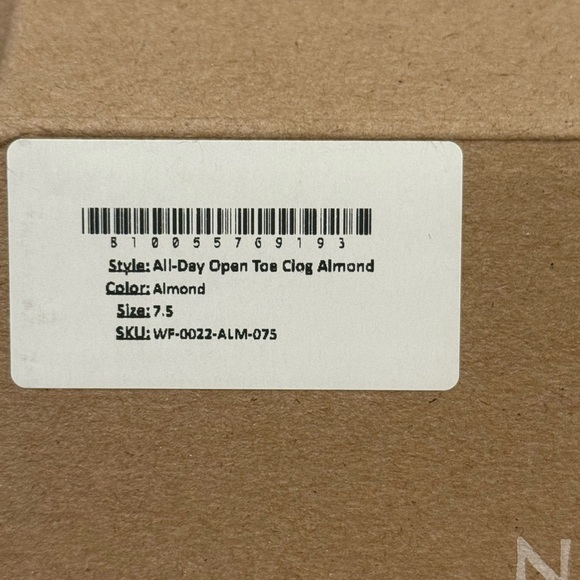 810055769193
Style: All-Day Open Toe Clog Almond
Color: Almond
Size: 7.5
SKU: WF-0022-ALM-075
N